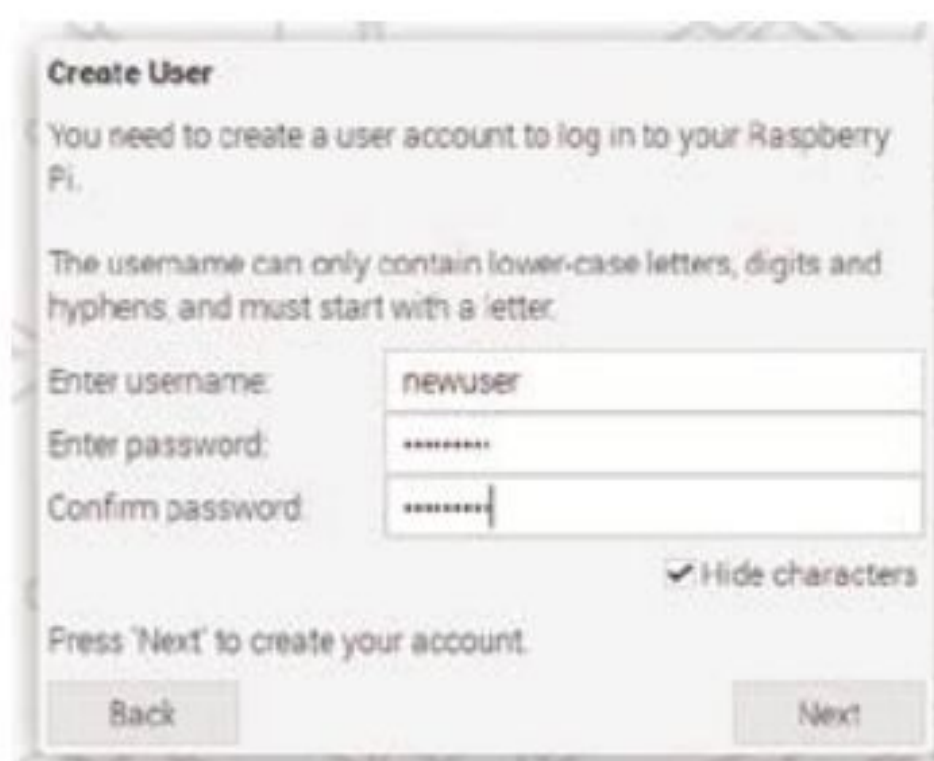 Create User
You need to create a user account to log in to your Raspberry
Pi.
The username can only contain lower-case letters, digits and
hyphens, and must start with a letter.
Enter username: newuser
Enter password: •••••••••
Confirm password: •••••••••
Hide characters
Press 'Next' to create your account.
Back Next